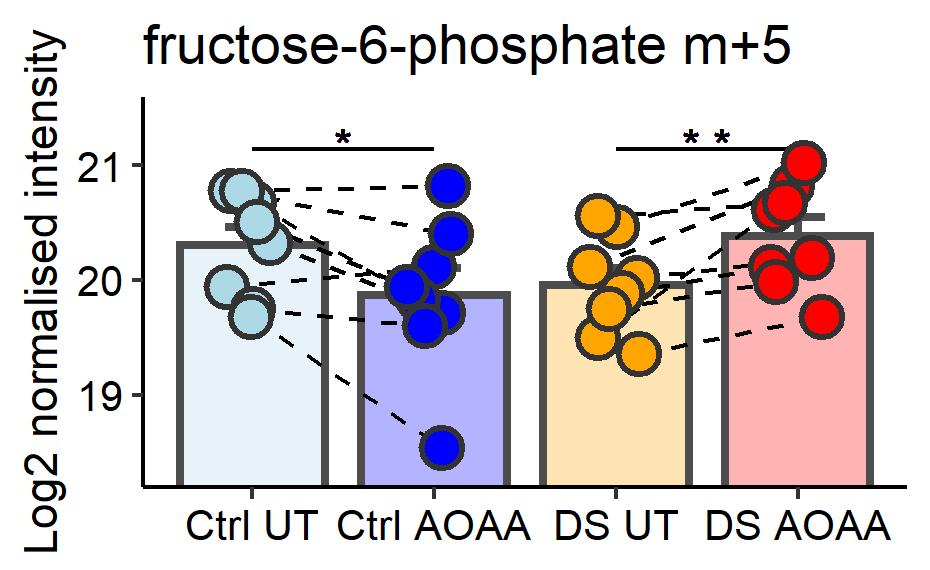 fructose-6-phosphate m+5
Log2 normalised intensity
* **
21
20
19
Ctrl UT Ctrl AOAA DS UT DS AOAA